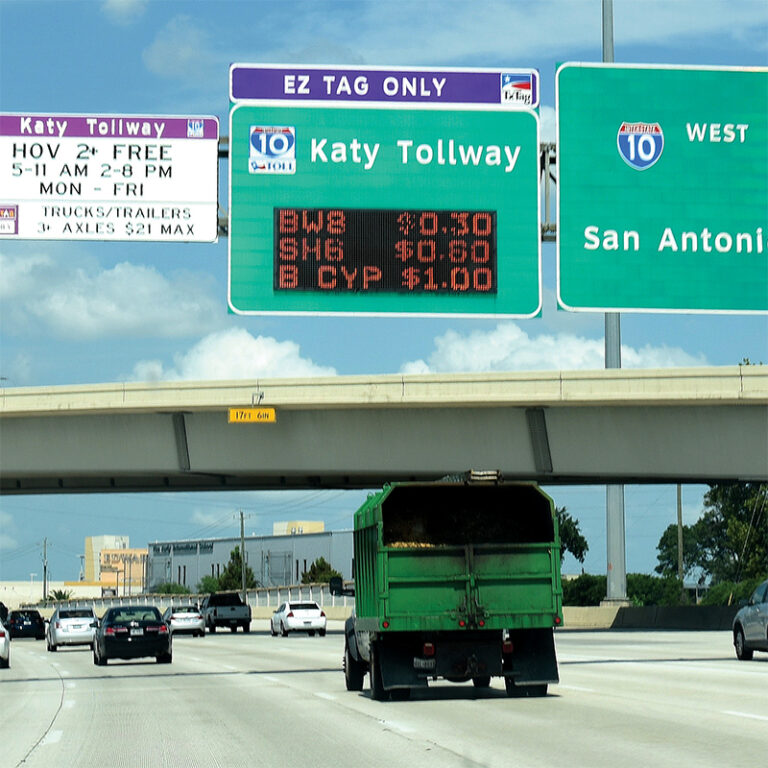 Katy Tollway
HOV 2+ FREE
5-11 AM 2-8 PM
MON - FRI
TRUCKS/TRAILERS
3+ AXLES $21 MAX
EZ TAG ONLY
EzTag
10
TOLL
Katy Tollway
BW8 $0.30
SH6 $0.60
B CYP $1.00
INTERSTATE
10
WEST
San Antoni
17FT 6IN